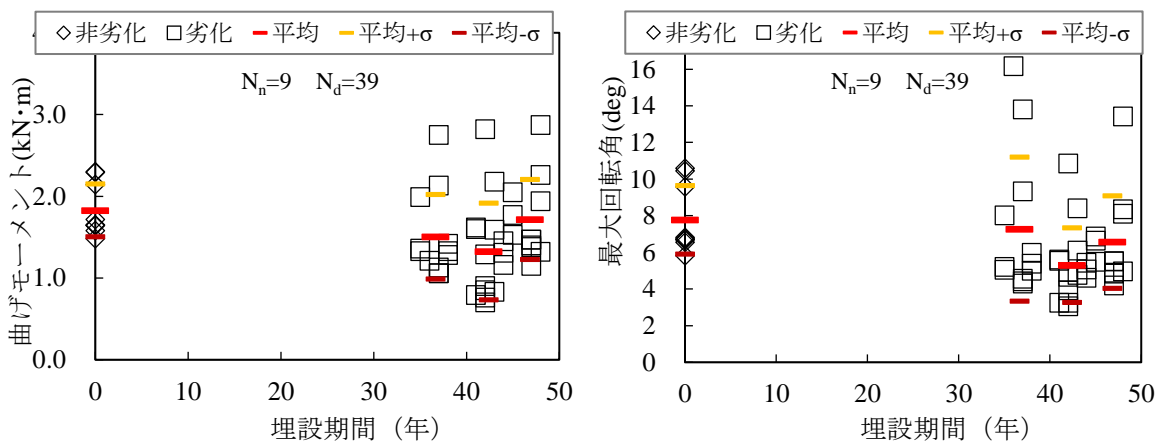 ◇非劣化 □劣化 平均 平均+σ 平均-σ
Nn=9 Nd=39
曲げモーメント(kN･m)
3.0
2.0
1.0
0.0
0 10 20 30 40 50
埋設期間（年）
◇非劣化 □劣化 平均 平均+σ 平均-σ
Nn=9 Nd=39
最大回転角(deg)
16
14
12
10
8
6
4
2
0
0 10 20 30 40 50
埋設期間（年）